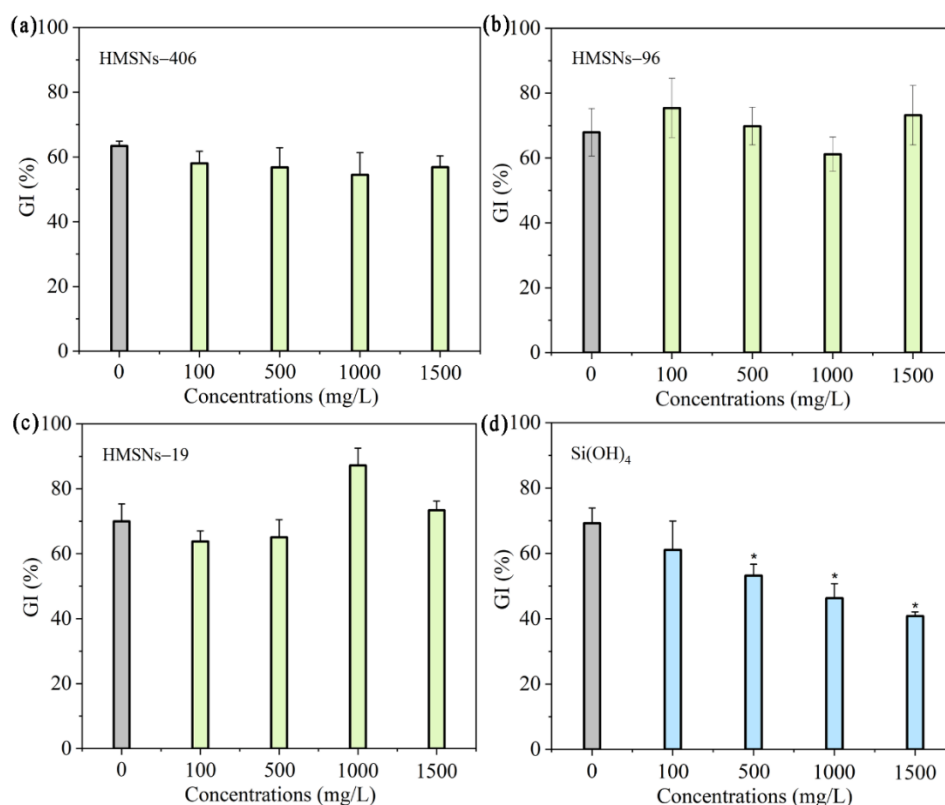 (a)
HMSNs–406
GI (%)
100
80
60
40
20
0
0 100 500 1000 1500
Concentrations (mg/L)
(b)
HMSNs–96
GI (%)
100
80
60
40
20
0
0 100 500 1000 1500
Concentrations (mg/L)
(c)
HMSNs–19
GI (%)
100
80
60
40
20
0
0 100 500 1000 1500
Concentrations (mg/L)
(d)
Si(OH)₄
GI (%)
100
80
60
40
20
0
* * *
0 100 500 1000 1500
Concentrations (mg/L)